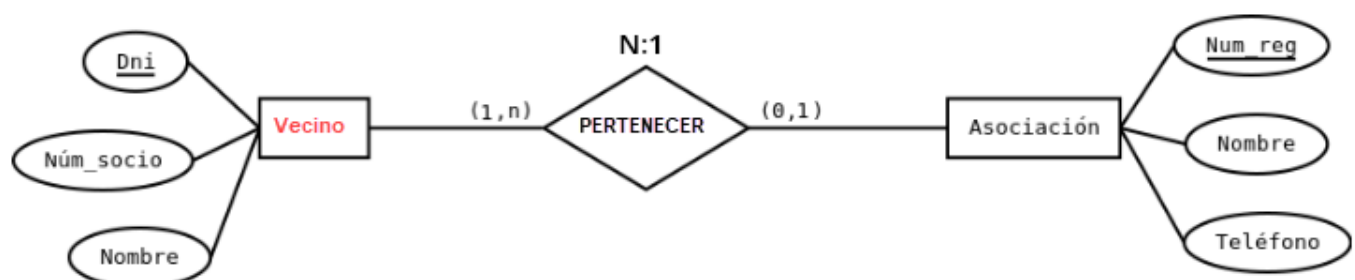 Dni
Núm_socio
Nombre
Vecino
(1,n)
N:1
PERTENECER
(0,1)
Asociación
Num_reg
Nombre
Teléfono